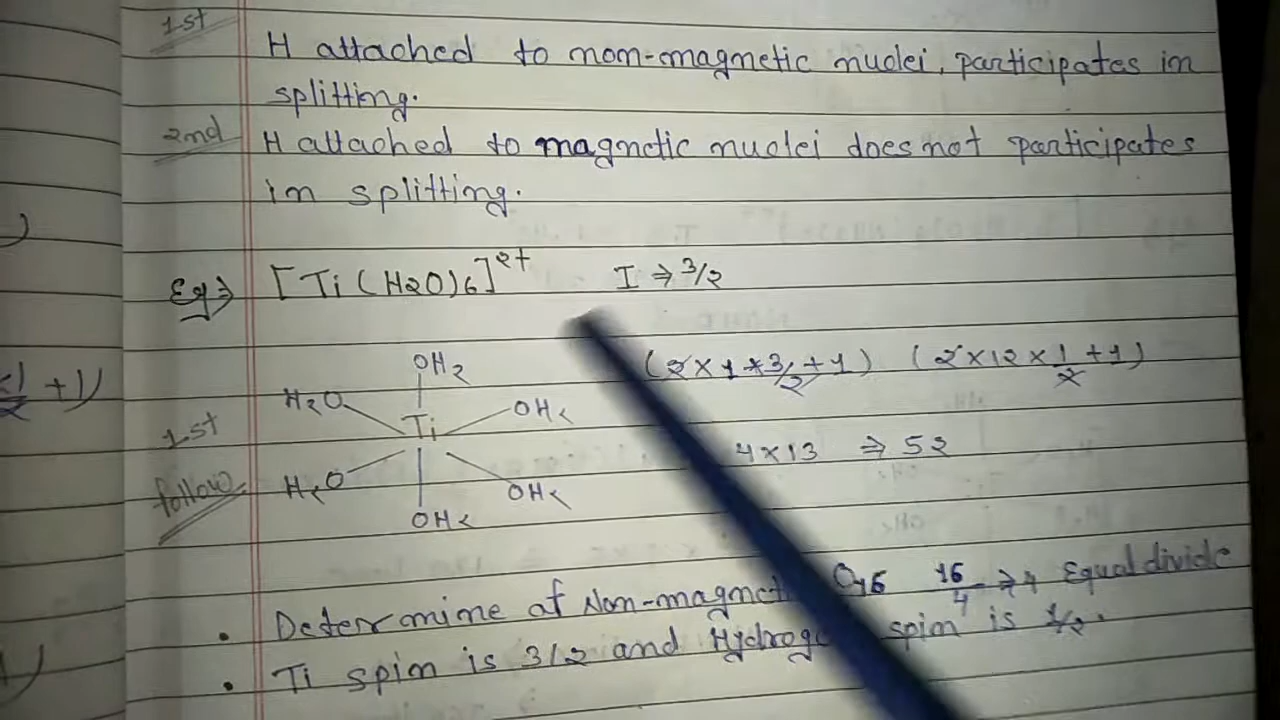 1st
H attached to non-magnetic nuclei, participates in
splitting.
2nd
H attached to magnetic nuclei does not participates
in splitting.
Eg⇒ [Ti(H2O)6]2+ I ⇒ 3/2
(2×1×3/2+1) (2×12×1/2+1)
OH2
H2O Ti OH2
1st
4×13 ⇒ 52
follow
H2O OH2
OH2
• Determine of Non-magnet O16 16/4 ⇒ 4 Equal divide
• Ti spin is 3/2 and Hydroge spin is 1/2.
+1)